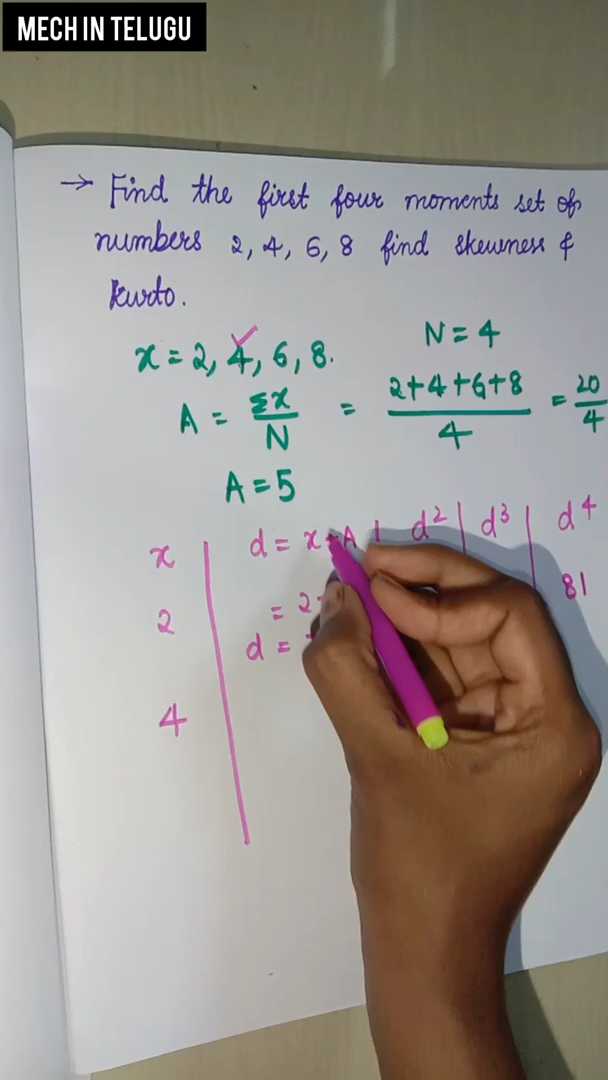 MECH IN TELUGU
→ Find the first four moments set of
numbers 2, 4, 6, 8 find skewness &
Kurto.
x = 2, 4, 6, 8. N = 4
A = Σx/N = 2+4+6+8/4 = 20/4
A = 5
x d = x - A d² d³ d⁴
2 = 2 81
d =
4